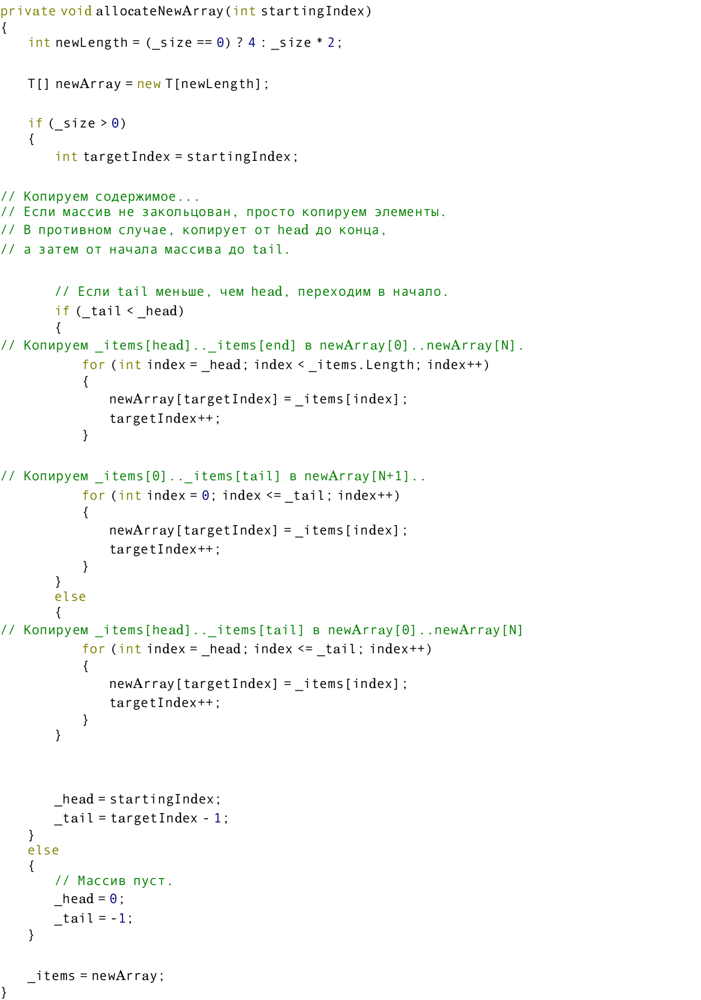 private void allocateNewArray(int startingIndex)
{
    int newLength = (_size == 0) ? 4 : _size * 2;

    T[] newArray = new T[newLength];

    if (_size > 0)
    {
        int targetIndex = startingIndex;

// Копируем содержимое...
// Если массив не закольцован, просто копируем элементы.
// В противном случае, копирует от head до конца,
// а затем от начала массива до tail.

        // Если tail меньше, чем head, переходим в начало.
        if (_tail < _head)
        {
// Копируем _items[head].._items[end] в newArray[0]..newArray[N].
            for (int index = _head; index < _items.Length; index++)
            {
                newArray[targetIndex] = _items[index];
                targetIndex++;
            }

// Копируем _items[0].._items[tail] в newArray[N+1]..
            for (int index = 0; index <= _tail; index++)
            {
                newArray[targetIndex] = _items[index];
                targetIndex++;
            }
        }
        else
        {
// Копируем _items[head].._items[tail] в newArray[0]..newArray[N]
            for (int index = _head; index <= _tail; index++)
            {
                newArray[targetIndex] = _items[index];
                targetIndex++;
            }
        }

        _head = startingIndex;
        _tail = targetIndex - 1;
    }
    else
    {
        // Массив пуст.
        _head = 0;
        _tail = -1;
    }

    _items = newArray;
}